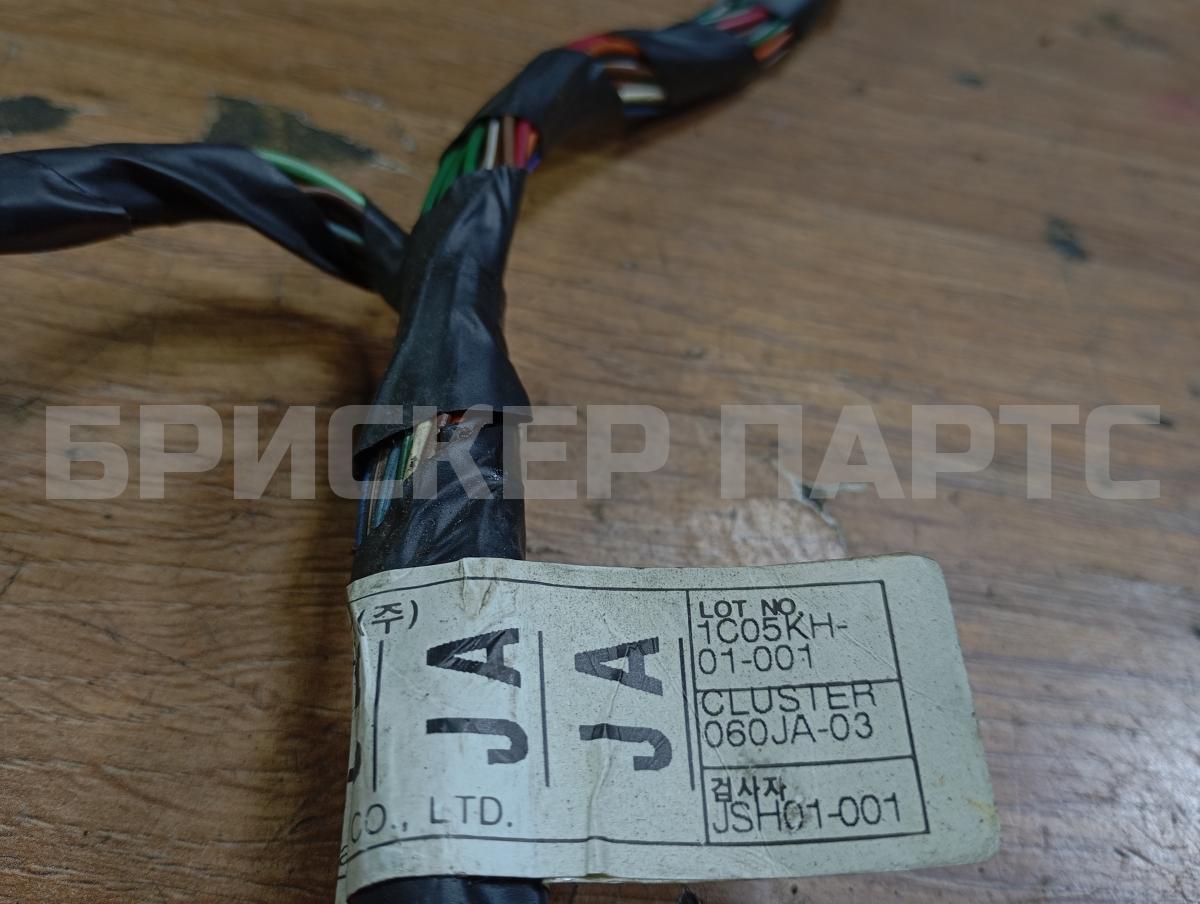 БРИСКЕР ПАРТС
(주)
JA
JA
CO., LTD.
LOT NO.
1C05KH-
01-001
CLUSTER
060JA-03
검사자
JSH01-001